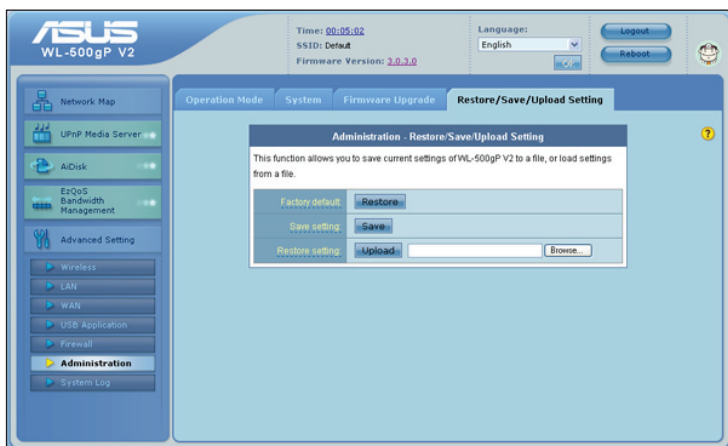 ASUS
WL-500gP V2
Time: 00:05:02
SSID: Default
Firmware Version: 3.0.3.0
Language:
English
OK
Logout
Reboot
Network Map
UPnP Media Server
AiDisk
EzQoS
Bandwidth
Management
Advanced Setting
Wireless
LAN
WAN
USB Application
Firewall
Administration
System Log
Operation Mode
System
Firmware Upgrade
Restore/Save/Upload Setting
Administration - Restore/Save/Upload Setting
This function allows you to save current settings of WL-500gP V2 to a file, or load settings
from a file.
Factory default:
Restore
Save setting:
Save
Restore setting:
Upload
Browse...
?